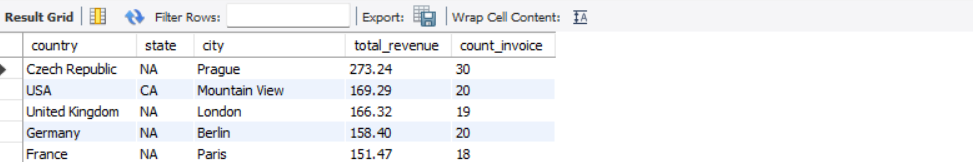 Result Grid Filter Rows: Export: Wrap Cell Content: IA
country state city total_revenue count_invoice
Czech Republic NA Prague 273.24 30
USA CA Mountain View 169.29 20
United Kingdom NA London 166.32 19
Germany NA Berlin 158.40 20
France NA Paris 151.47 18